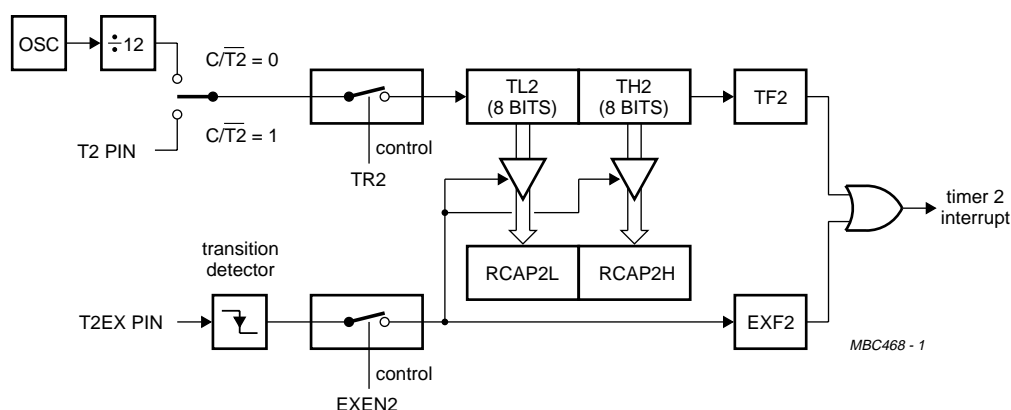 OSC
÷12
C/T2 = 0
C/T2 = 1
T2 PIN
control
TR2
TL2
(8 BITS)
TH2
(8 BITS)
TF2
timer 2
interrupt
RCAP2L
RCAP2H
transition
detector
T2EX PIN
control
EXEN2
EXF2
MBC468 - 1